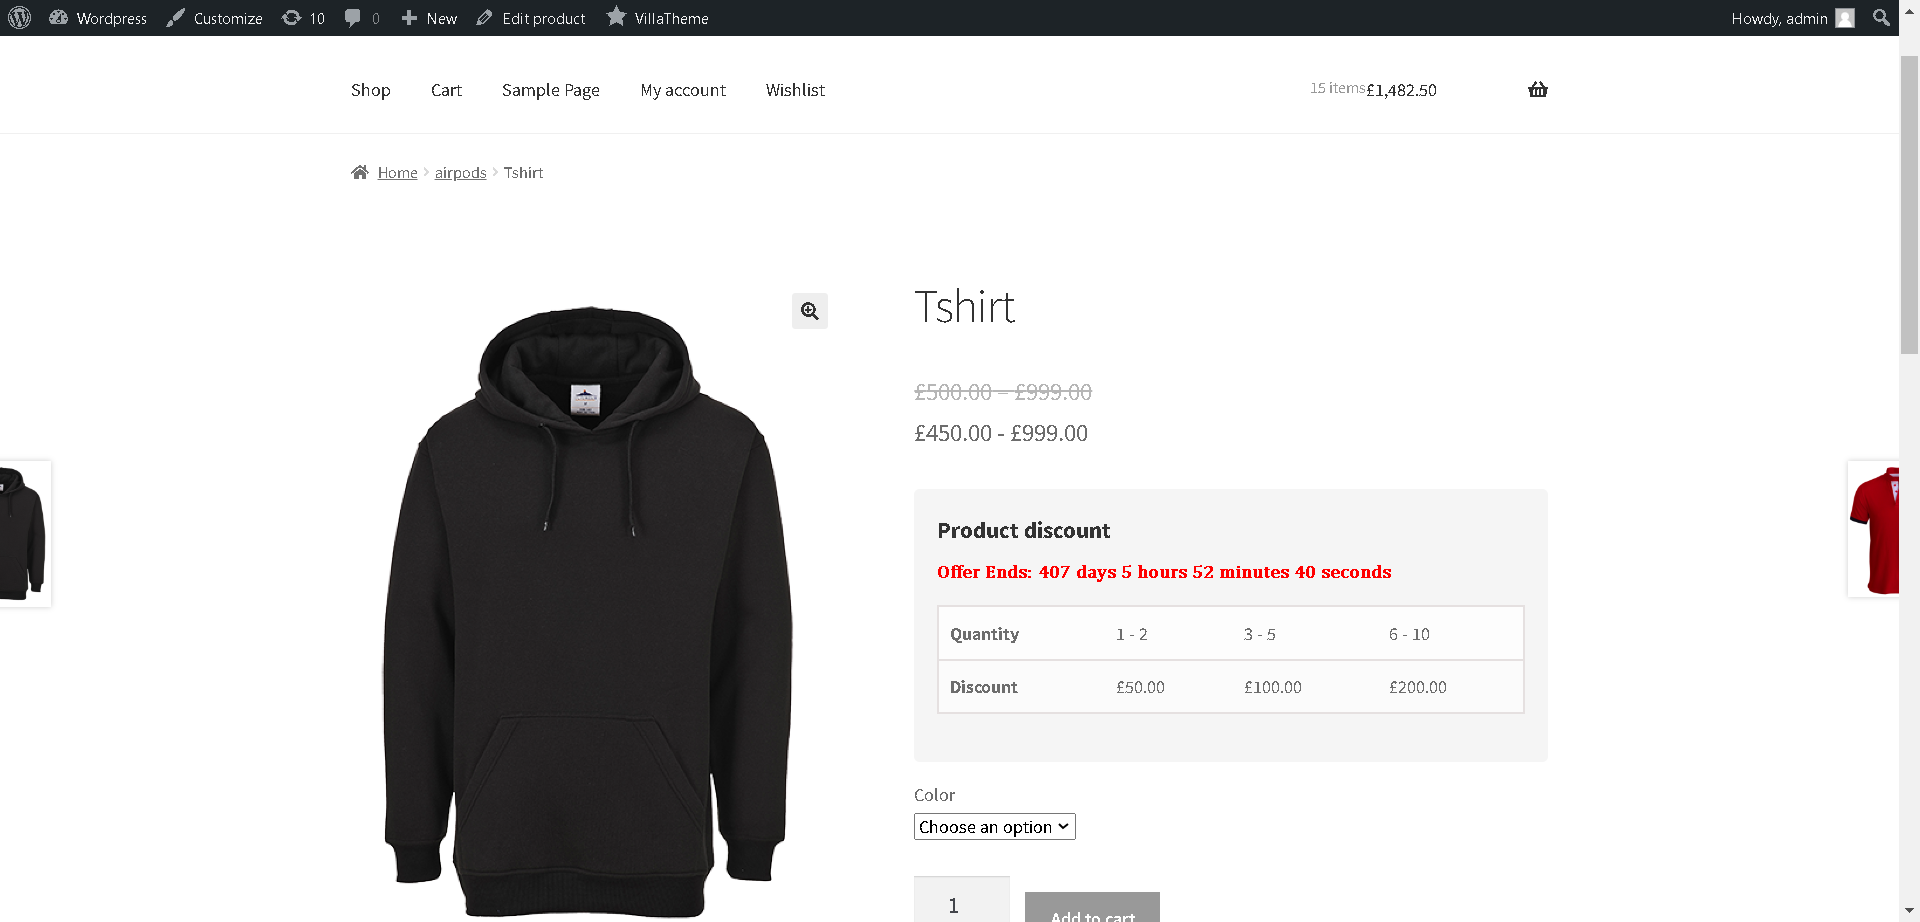 Wordpress Customize 10 0 New Edit product VillaTheme Howdy, admin
Shop Cart Sample Page My account Wishlist 15 items £1,482.50
Home airpods Tshirt
Tshirt
£500.00 – £999.00
£450.00 - £999.00
Product discount
Offer Ends: 407 days 5 hours 52 minutes 40 seconds
Quantity 1 - 2 3 - 5 6 - 10
Discount £50.00 £100.00 £200.00
Color
Choose an option
1 Add to cart